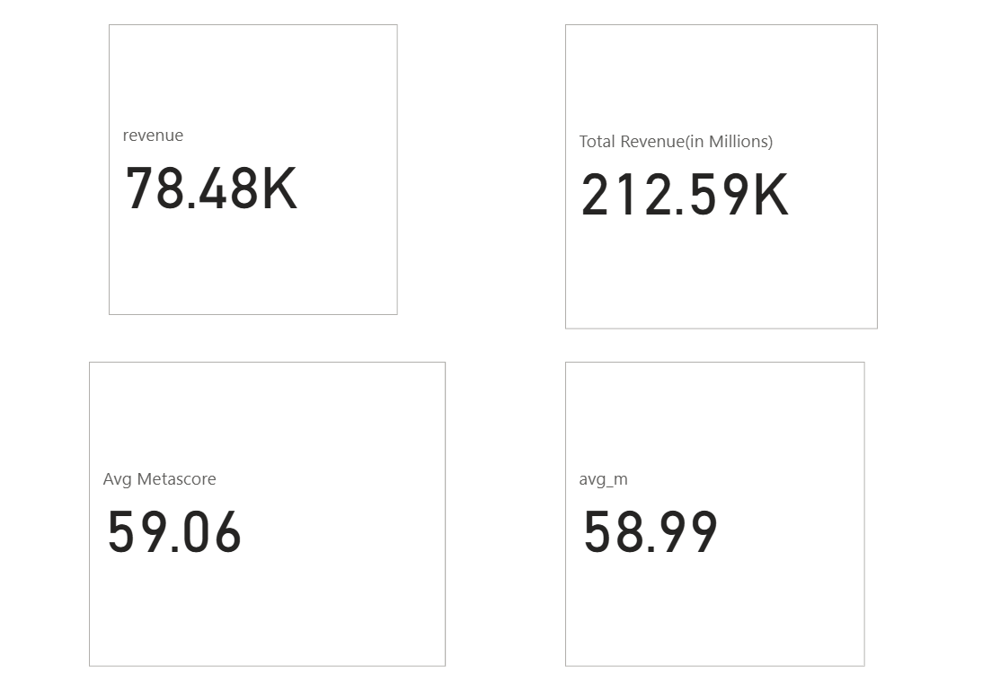 revenue
78.48K
Total Revenue(in Millions)
212.59K
Avg Metascore
59.06
avg_m
58.99